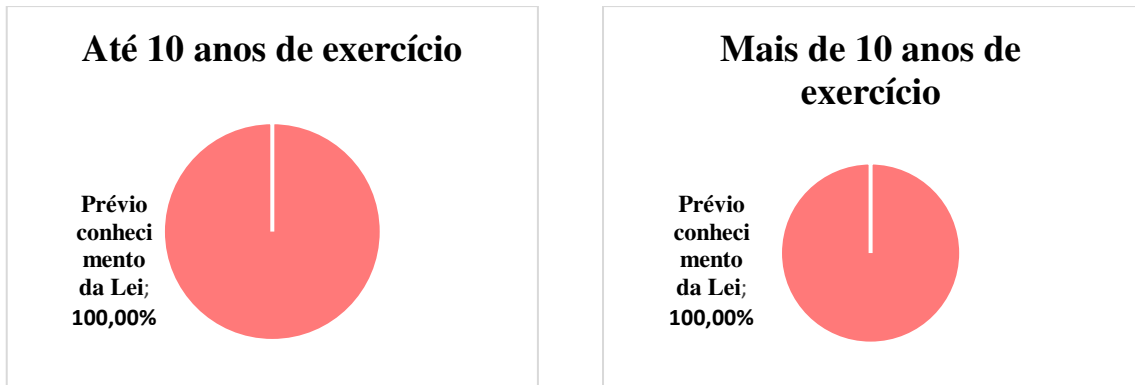 Até 10 anos de exercício
Prévio
conheci
mento
da Lei;
100,00%
Mais de 10 anos de
exercício
Prévio
conheci
mento
da Lei;
100,00%